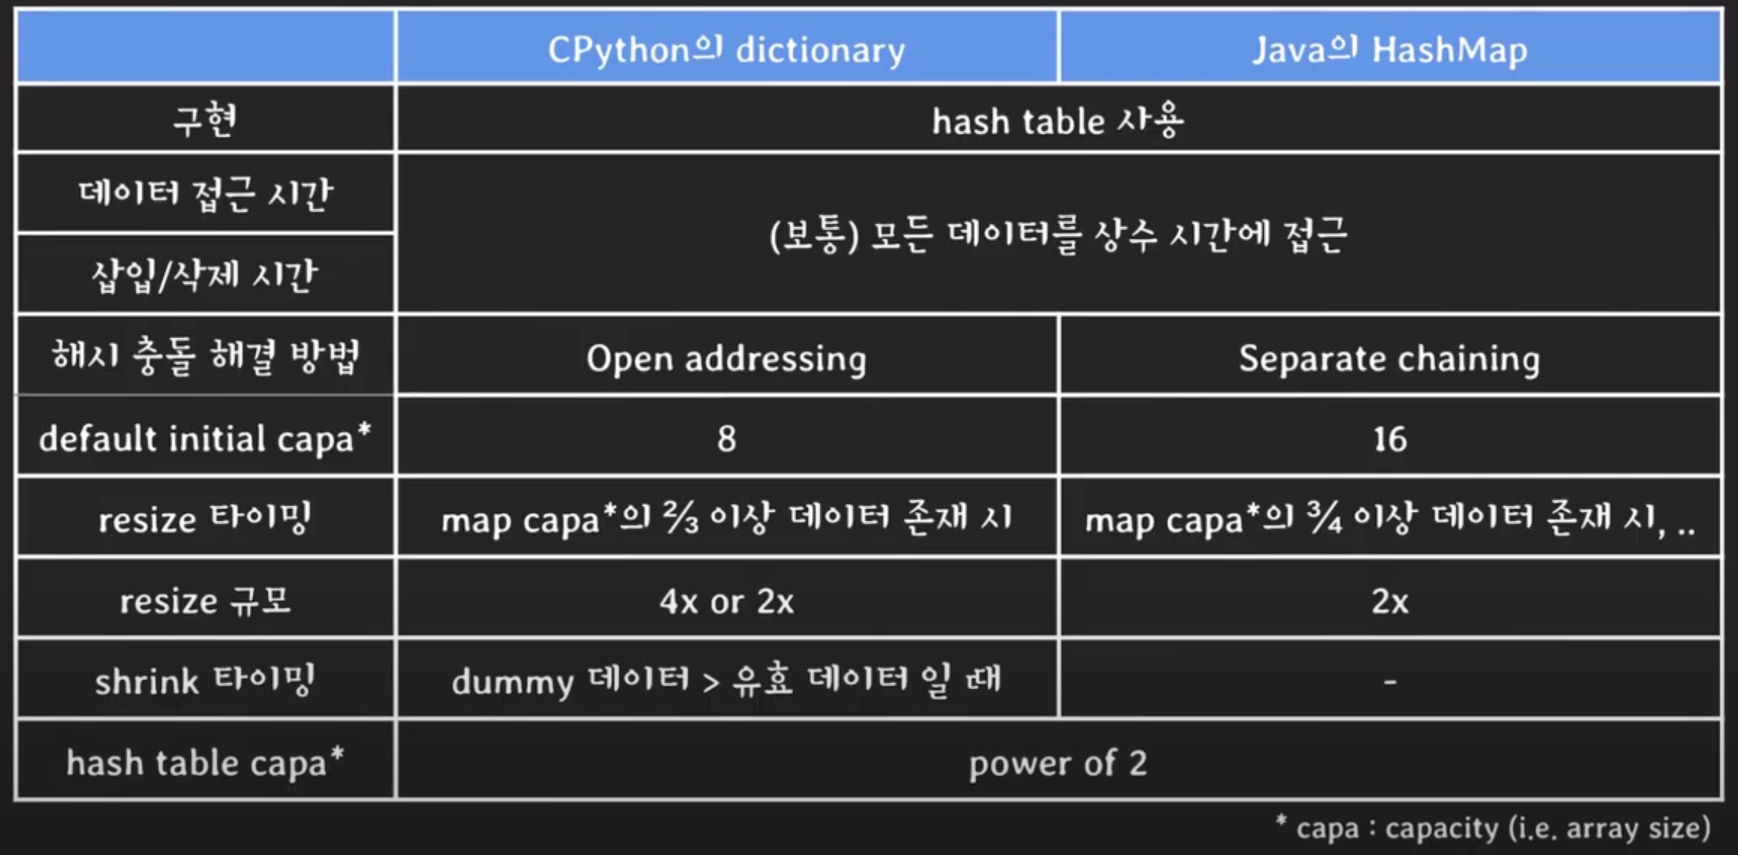 CPython의 dictionary
Java의 HashMap
구현
hash table 사용
데이터 접근 시간
(보통) 모든 데이터를 상수 시간에 접근
삽입/삭제 시간
해시 충돌 해결 방법
Open addressing
Separate chaining
default initial capa*
8
16
resize 타이밍
map capa*의 ⅔ 이상 데이터 존재 시
map capa*의 ¾ 이상 데이터 존재 시, ..
resize 규모
4x or 2x
2x
shrink 타이밍
dummy 데이터 > 유효 데이터 일 때
-
hash table capa*
power of 2
* capa : capacity (i.e. array size)